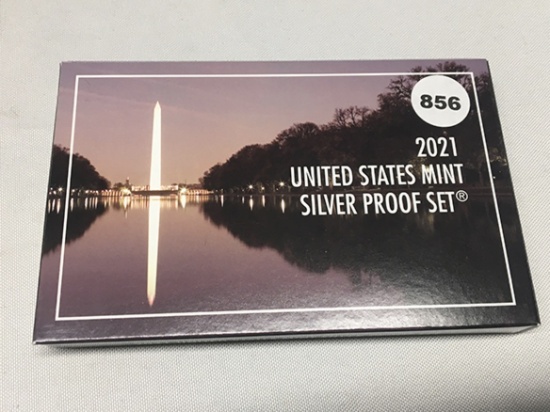 856
2021
UNITED STATES MINT
SILVER PROOF SET®